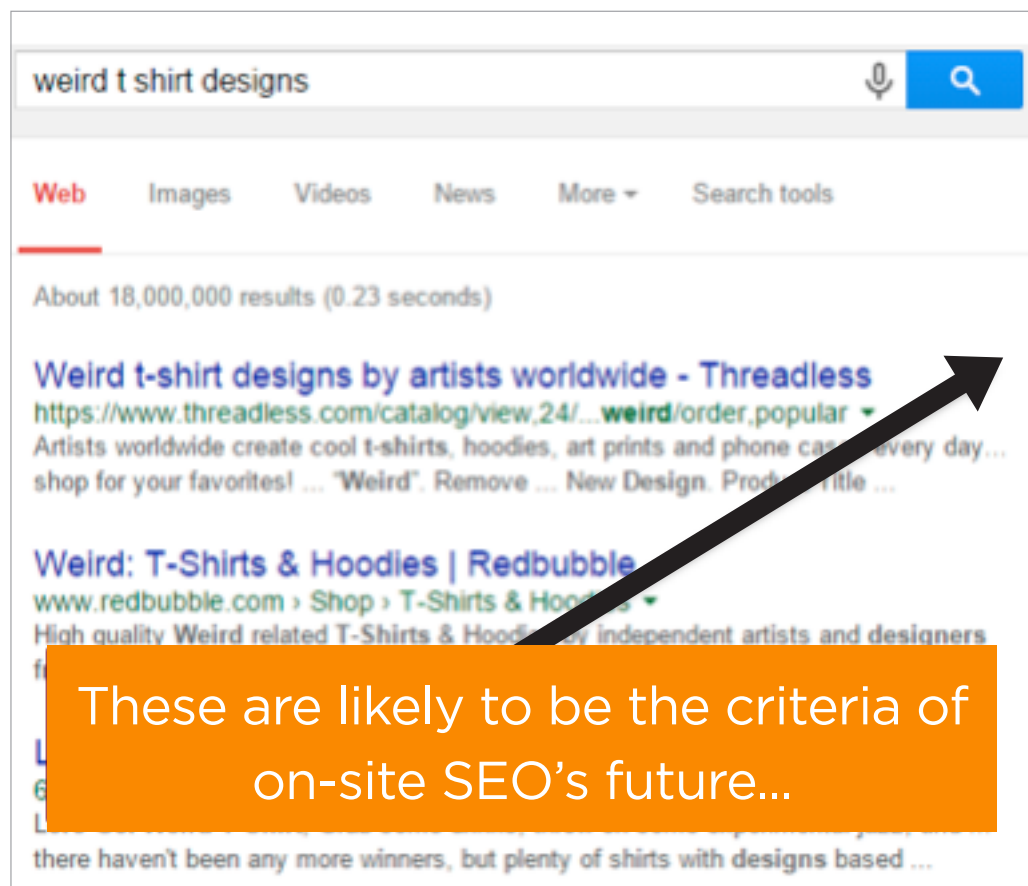 weird t shirt designs
Web Images Videos News More Search tools
About 18,000,000 results (0.23 seconds)
Weird t-shirt designs by artists worldwide - Threadless
https://www.threadless.com/catalog/view,24/...weird/order,popular
Artists worldwide create cool t-shirts, hoodies, art prints and phone every day...
shop for your favorites! ... "Weird". Remove ... New Design. Title ...
Weird: T-Shirts & Hoodies | Redbubble
www.redbubble.com › Shop › T-Shirts &
High quality Weird related T-Shirts & by independent artists and designers
These are likely to be the criteria of
on-site SEO's future...
there haven't been any more winners, but plenty of shirts with designs based ...